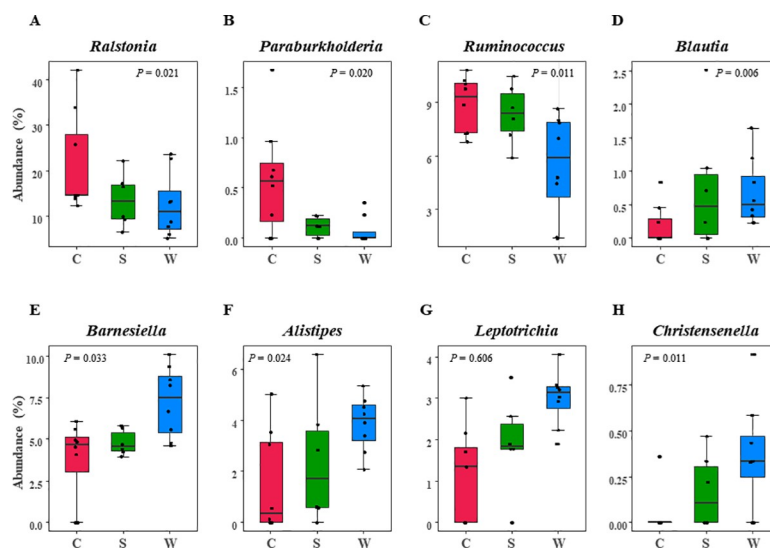 A
Ralstonia
P = 0.021
Abundance (%)
40
30
20
10
C S W
B
Paraburkholderia
P = 0.020
1.5
1.0
0.5
0.0
C S W
C
Ruminococcus
P = 0.011
9
6
3
C S W
D
Blautia
P = 0.006
2.5
2.0
1.5
1.0
0.5
0.0
C S W
E
Barnesiella
P = 0.033
Abundance (%)
10.0
7.5
5.0
2.5
0.0
C S W
F
Alistipes
P = 0.024
6
4
2
0
C S W
G
Leptotrichia
P = 0.606
4
3
2
1
0
C S W
H
Christensenella
P = 0.011
0.75
0.50
0.25
0.00
C S W